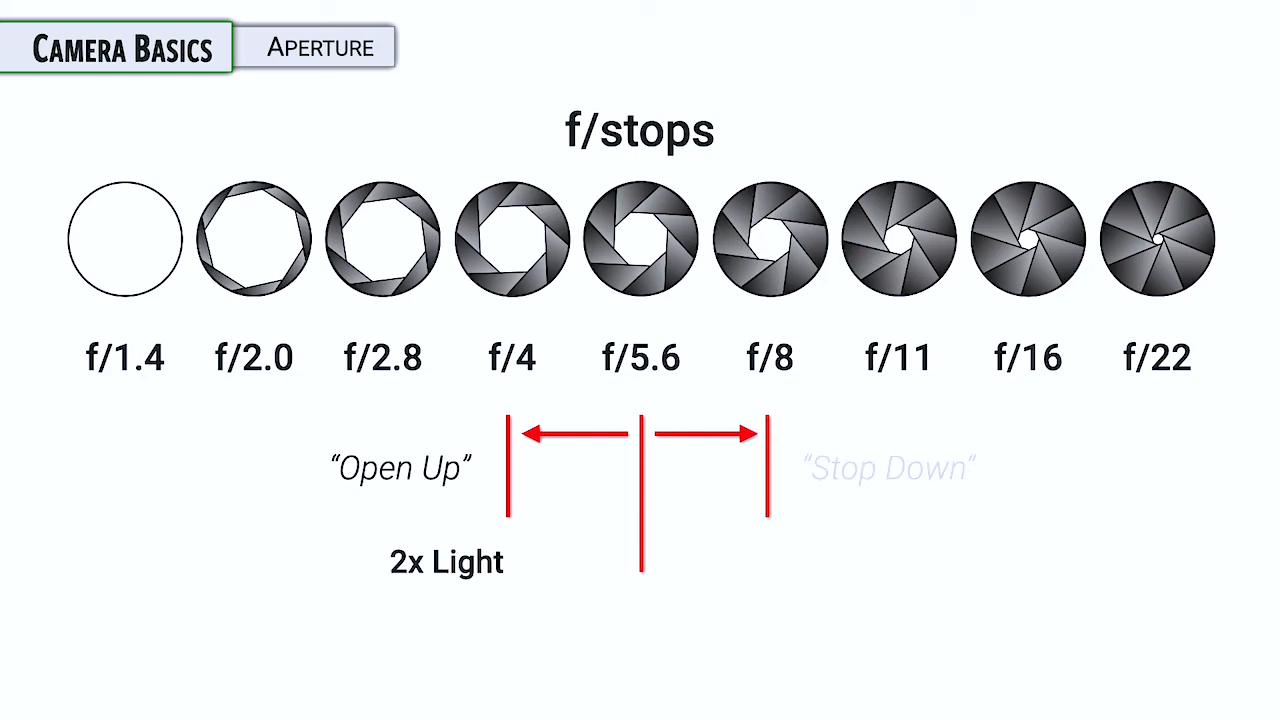 CAMERA BASICS
APERTURE
f/stops
f/1.4 f/2.0 f/2.8 f/4 f/5.6 f/8 f/11 f/16 f/22
“Open Up” “Stop Down“
2x Light